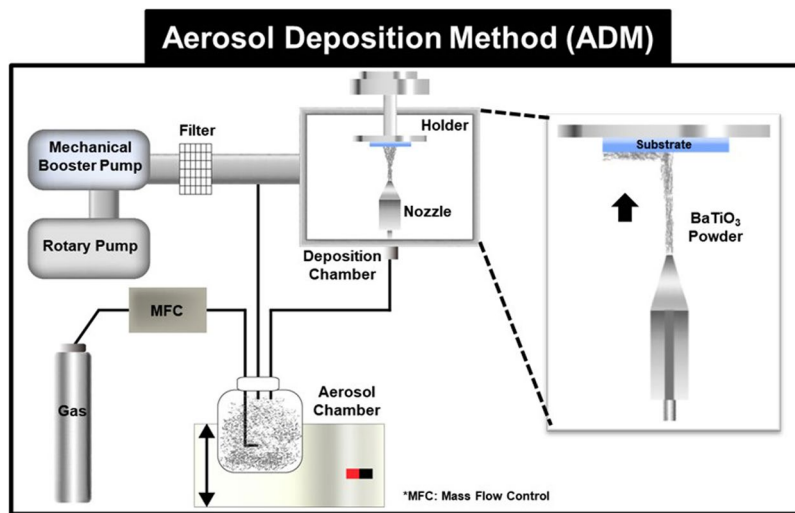 Aerosol Deposition Method (ADM)
Mechanical
Booster Pump
Filter
Holder
Rotary Pump
Nozzle
Deposition
Chamber
MFC
Gas
Aerosol
Chamber
*MFC: Mass Flow Control
Substrate
BaTiO₃
Powder